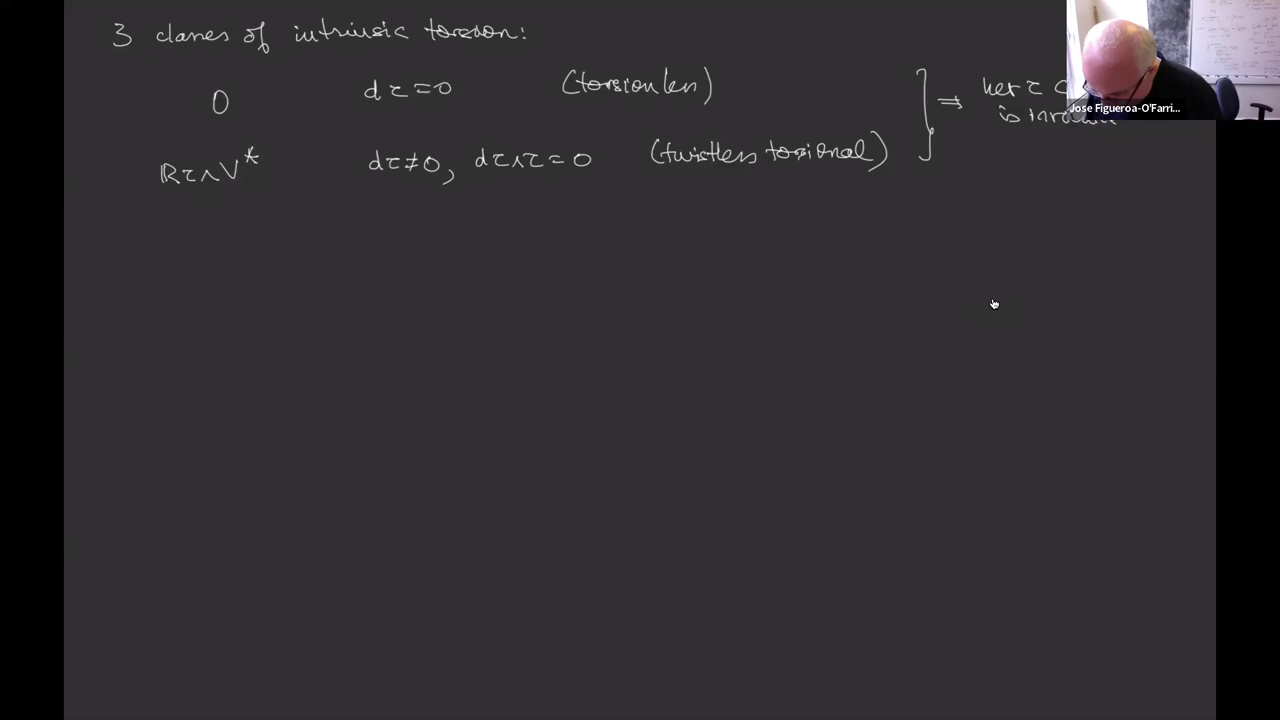 3 classes of intrinsic torsion:
0 dτ=0 (torsionless) ⇒ ker τ
is
ℝτ∧V* dτ≠0, dτ∧τ=0 (twistless torsional)
Jose Figueroa-O'Farri...